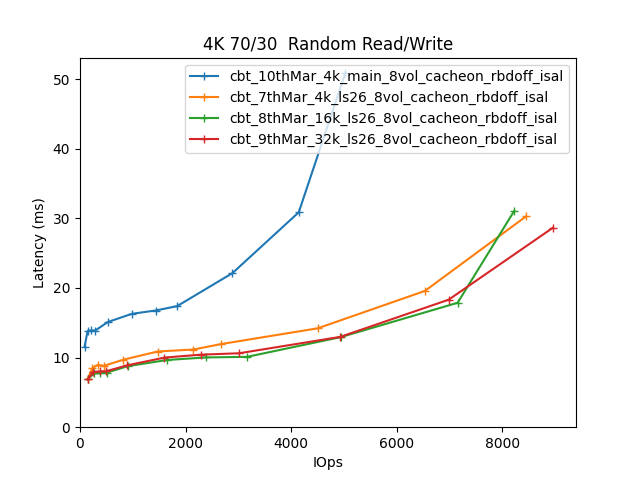 4K 70/30  Random Read/Write
cbt_10thMar_4k_main_8vol_cacheon_rbdoff_isal
cbt_7thMar_4k_ls26_8vol_cacheon_rbdoff_isal
cbt_8thMar_16k_ls26_8vol_cacheon_rbdoff_isal
cbt_9thMar_32k_ls26_8vol_cacheon_rbdoff_isal
Latency (ms)
50
40
30
20
10
0
0 2000 4000 6000 8000
IOps